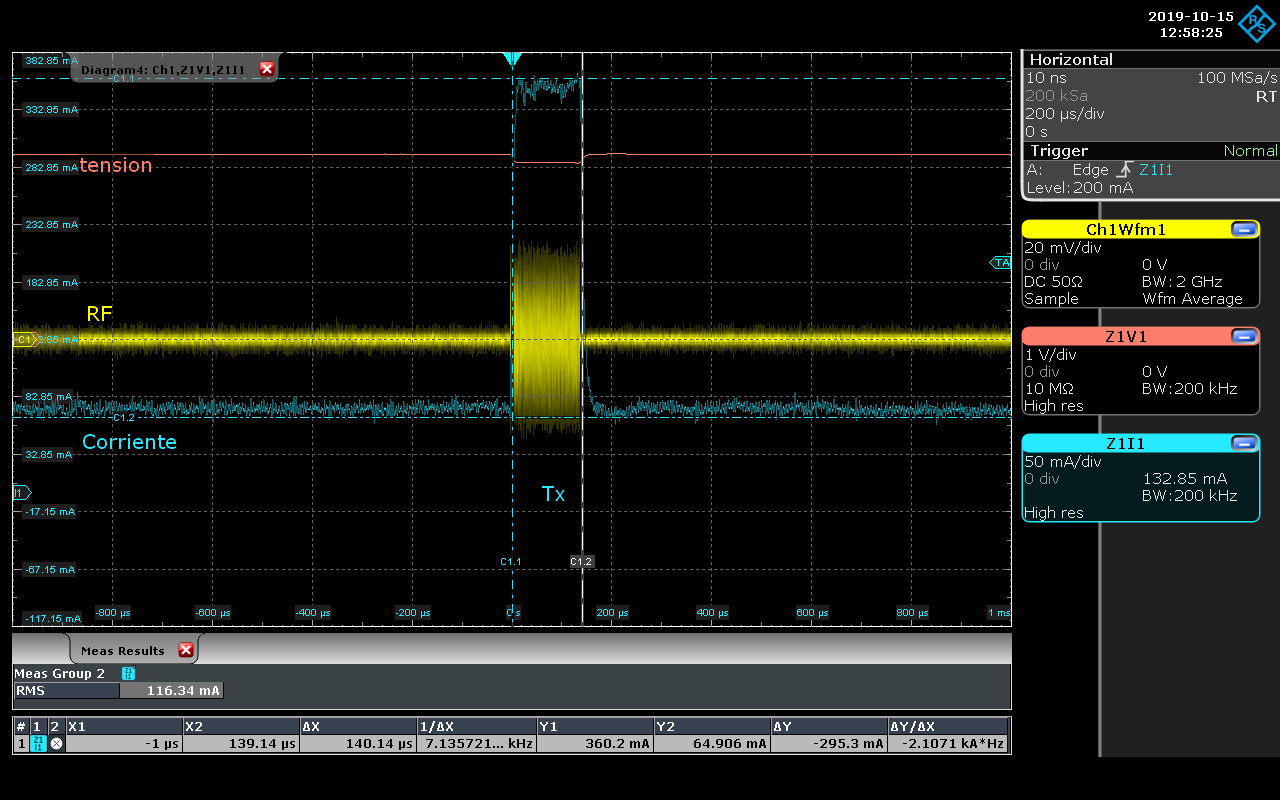 2019-10-15
12:58:25
R&S
Diagram4: Ch1,Z1V1,Z1I1
C1.1
382.85 mA
332.85 mA
tension
282.85 mA
232.85 mA
182.85 mA
TA
RF
C1
82.85 mA
C1.2
Corriente
32.85 mA
I1
Tx
-17.15 mA
C1.1
C1.2
-67.15 mA
-117.15 mA
-800 µs
-600 µs
-400 µs
-200 µs
0 s
200 µs
400 µs
600 µs
800 µs
1 ms
Horizontal
10 ns 100 MSa/s
200 kSa RT
200 µs/div
0 s
Trigger Normal
A: Edge Z1I1
Level: 200 mA
Ch1Wfm1
20 mV/div
0 div 0 V
DC 50Ω BW: 2 GHz
Sample Wfm Average
Z1V1
1 V/div
0 div 0 V
10 MΩ BW:200 kHz
High res
Z1I1
50 mA/div
0 div 132.85 mA
BW:200 kHz
High res
Meas Results
Meas Group 2 Z1 I1
RMS 116.34 mA
# 1 2 X1 X2 ΔX 1/ΔX Y1 Y2 ΔY ΔY/ΔX
1 Z1 I1 -1 µs 139.14 µs 140.14 µs 7.135721... kHz 360.2 mA 64.906 mA -295.3 mA -2.1071 kA*Hz